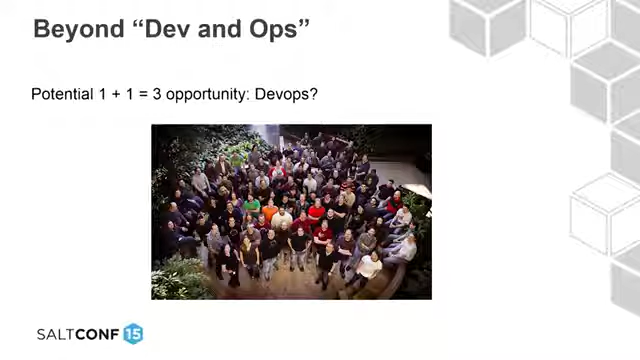 Beyond “Dev and Ops”
Potential 1 + 1 = 3 opportunity: Devops?
SALTCONF 15